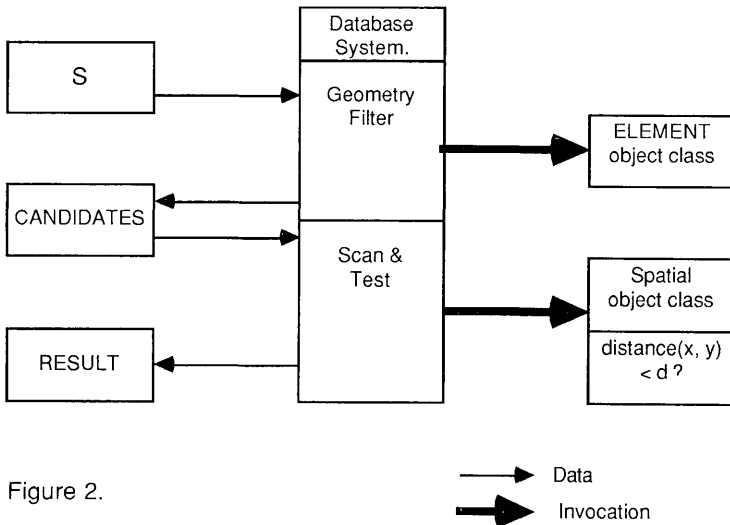 Database
System.
S
Geometry
Filter
ELEMENT
object class
CANDIDATES
Scan &
Test
Spatial
object class
RESULT
distance(x, y)
< d ?
Figure 2.
Data
Invocation